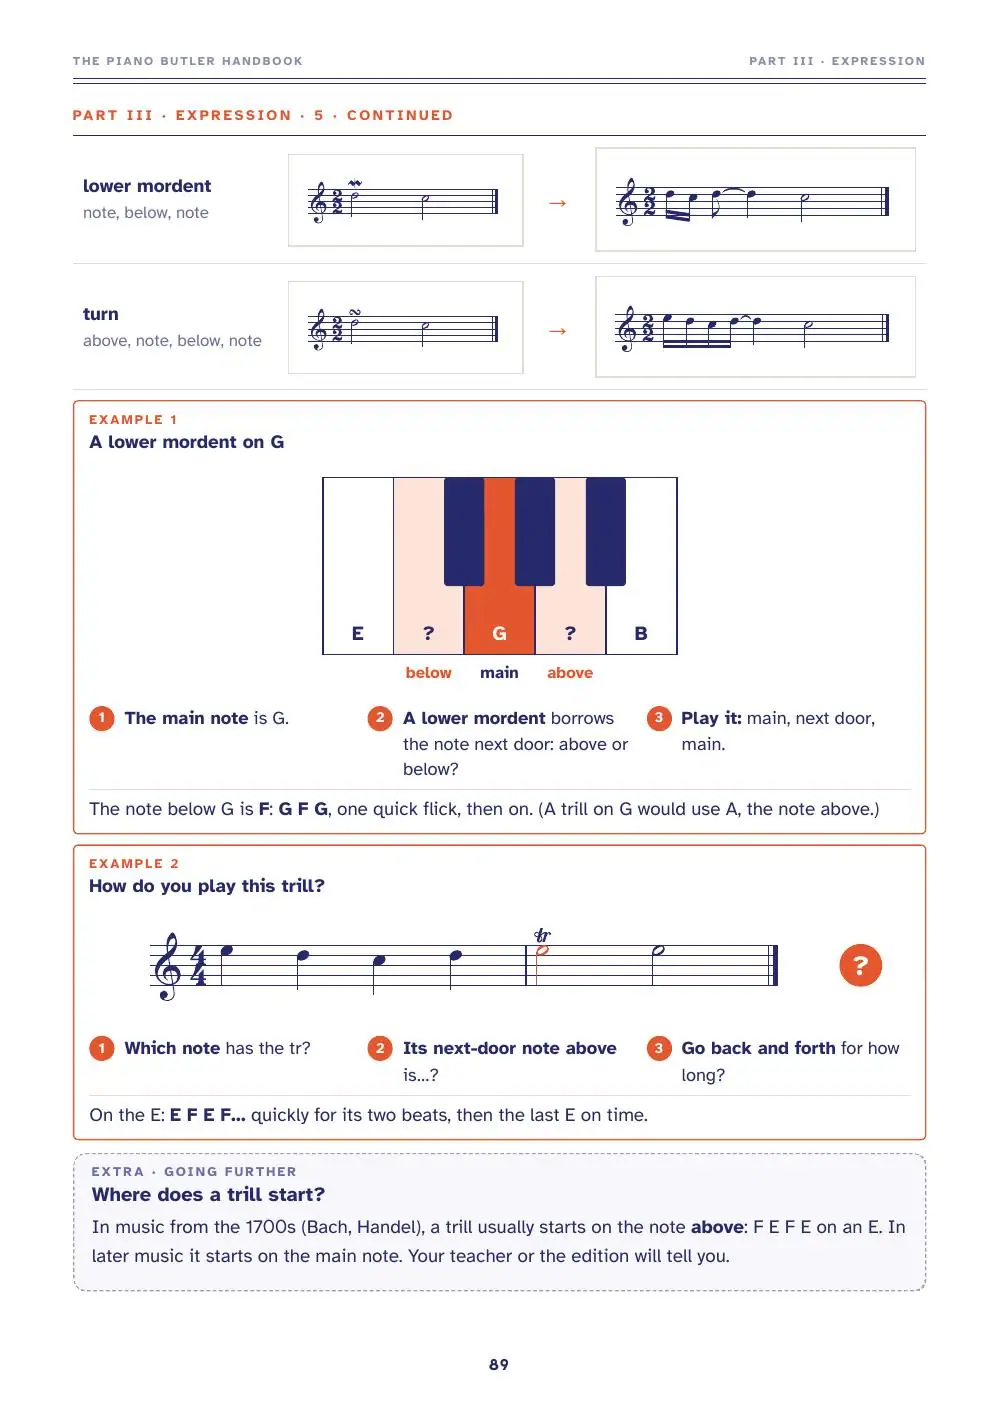 THE PIANO BUTLER HANDBOOK
PART III · EXPRESSION
PART III · EXPRESSION · 5 · CONTINUED
lower mordent
note, below, note
→
turn
above, note, below, note
→
EXAMPLE 1
A lower mordent on G
E ? G ? B
below main above
1 The main note is G.
2 A lower mordent borrows
the note next door: above or
below?
3 Play it: main, next door,
main.
The note below G is F: G F G, one quick flick, then on. (A trill on G would use A, the note above.)
EXAMPLE 2
How do you play this trill?
tr
4
4
?
1 Which note has the tr?
2 Its next-door note above
is...?
3 Go back and forth for how
long?
On the E: E F E F... quickly for its two beats, then the last E on time.
EXTRA · GOING FURTHER
Where does a trill start?
In music from the 1700s (Bach, Handel), a trill usually starts on the note above: F E F E on an E. In
later music it starts on the main note. Your teacher or the edition will tell you.
89